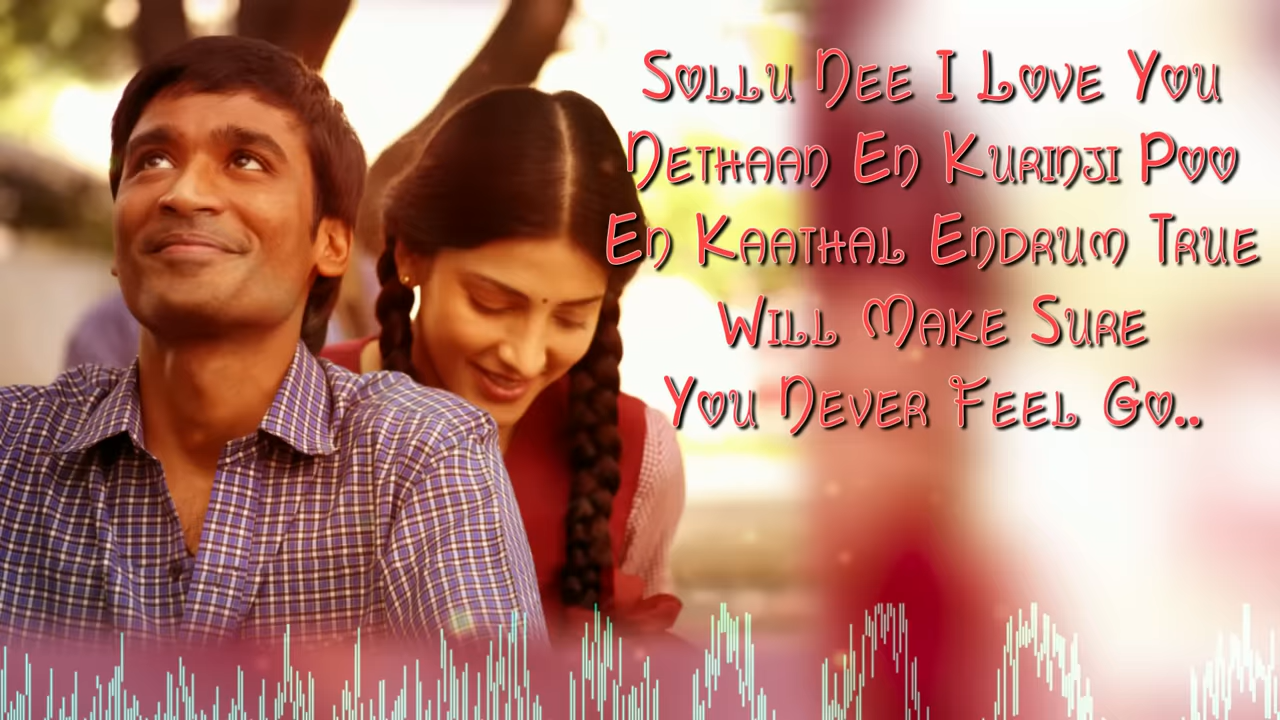 Sollu Nee I Love You
Nethaan En Kurinji Poo
En Kaathal Endrum True
Will Make Sure
You Never Feel Go..